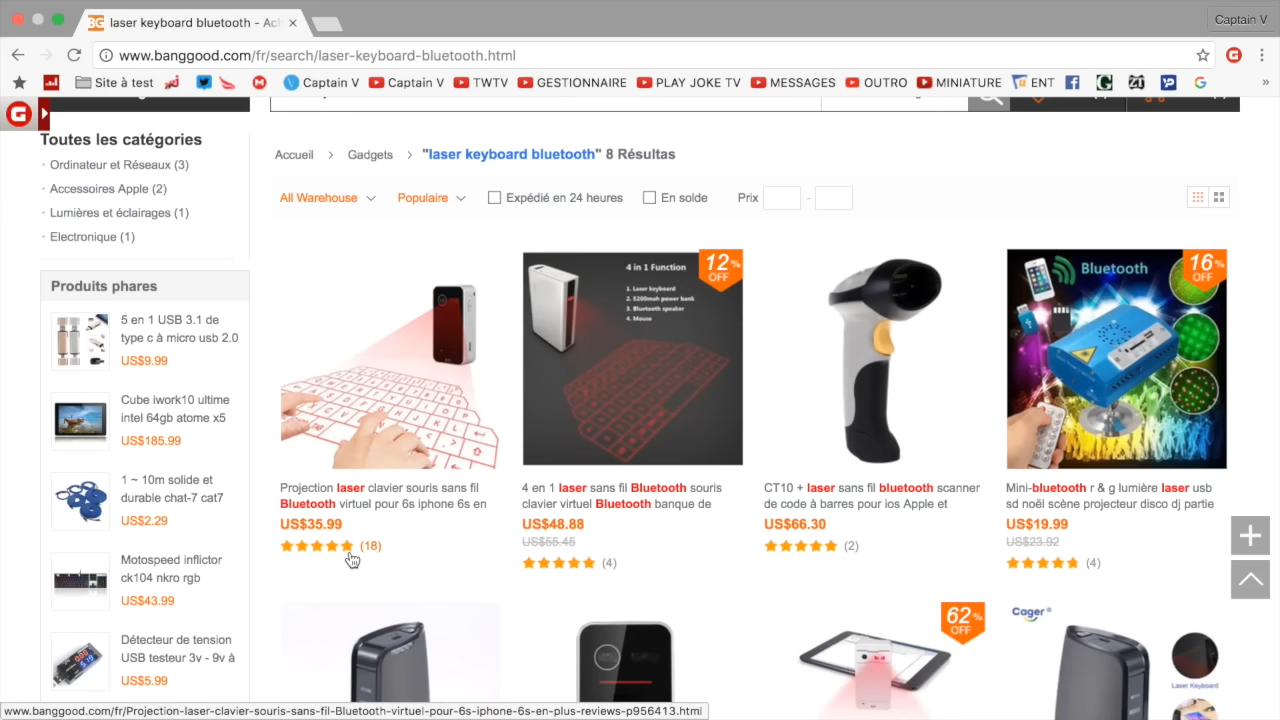 laser keyboard bluetooth - Ach
Captain V
www.banggood.com/fr/search/laser-keyboard-bluetooth.html
Site à test
Captain V
Captain V
TWTV
GESTIONNAIRE
PLAY JOKE TV
MESSAGES
OUTRO
MINIATURE
ENT
»
Toutes les catégories
Ordinateur et Réseaux (3)
Accessoires Apple (2)
Lumières et éclairages (1)
Electronique (1)
Accueil > Gadgets > "laser keyboard bluetooth" 8 Résultas
All Warehouse
Populaire
Expédié en 24 heures
En solde
Prix -
Produits phares
5 en 1 USB 3.1 de
type c à micro usb 2.0
US$9.99
Cube iwork10 ultime
intel 64gb atome x5
US$185.99
1 ~ 10m solide et
durable chat-7 cat7
US$2.29
Motospeed inflictor
ck104 nkro rgb
US$43.99
Détecteur de tension
USB testeur 3v - 9v à
US$5.99
Projection laser clavier souris sans fil
Bluetooth virtuel pour 6s iphone 6s en
US$35.99
(18)
12%
OFF
4 in 1 Function
1. Laser keyboard
2. 5200mah power bank
3. Bluetooth speaker
4. Mouse
4 en 1 laser sans fil Bluetooth souris
clavier virtuel Bluetooth banque de
US$48.88
US$55.45
(4)
CT10 + laser sans fil bluetooth scanner
de code à barres pour ios Apple et
US$66.30
(2)
Bluetooth
16%
OFF
Mini-bluetooth r & g lumière laser usb
sd noël scène projecteur disco dj partie
US$19.99
US$23.92
(4)
62%
OFF
Cager®
Laser Keyboard
www.banggood.com/fr/Projection-laser-clavier-souris-sans-fil-Bluetooth-virtuel-pour-6s-iphone-6s-en-plus-reviews-p956413.html